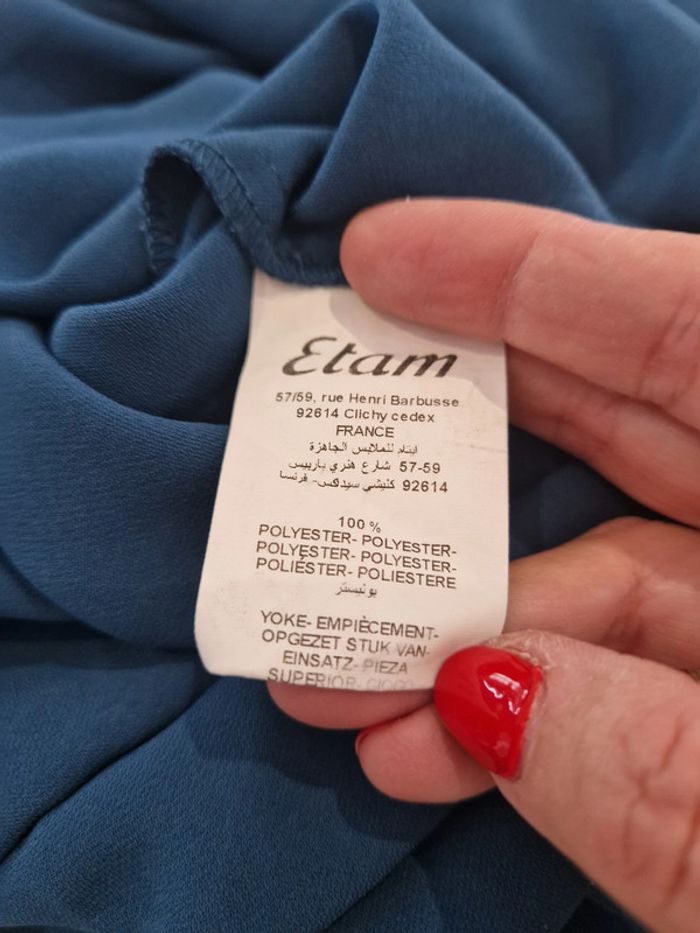 Etam
57/59, rue Henri Barbusse
92614 Clichy cedex
FRANCE
ايتام للملابس الجاهزة
57-59 شارع هنري باربيس
92614 كليشي سيدكس- فرنسا
100 %
POLYESTER- POLYESTER-
POLYESTER- POLYESTER-
POLIÉSTER- POLIESTERE
بوليستر
YOKE- EMPIÈCEMENT-
OPGEZET STUK VAN-
EINSATZ- PIEZA
SUPERIOR-